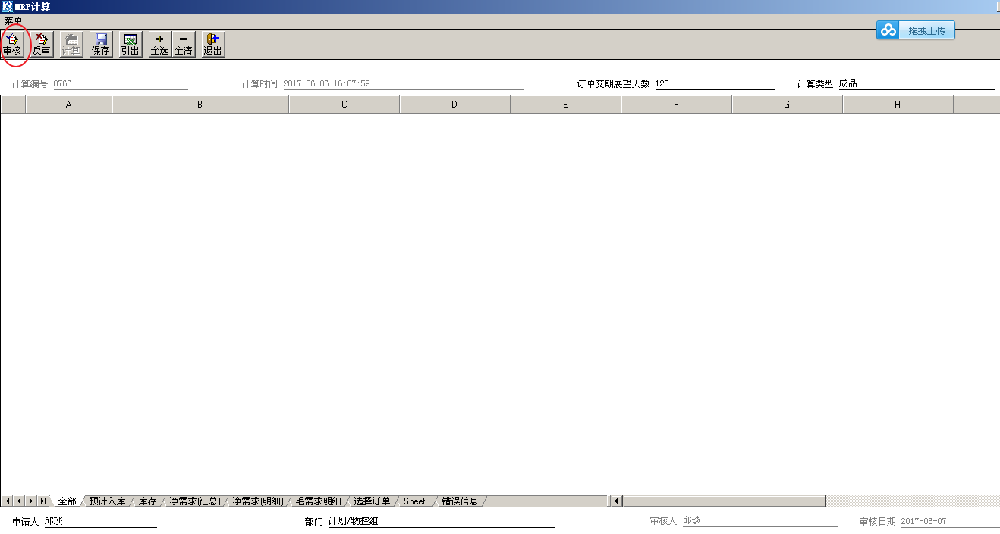 MRP计算
菜单
拖拽上传
审核 反审 计算 保存 引出 全选 全清 退出
计算编号 8766 计算时间 2017-06-06 16:07:59 订单交期展望天数 120 计算类型 成品
A B C D E F G H
全部 预计入库 库存 净需求(汇总) 净需求(明细) 毛需求明细 选择订单 Sheet8 错误信息
申请人 邱琰 部门 计划/物控组 审核人 邱琰 审核日期 2017-06-07